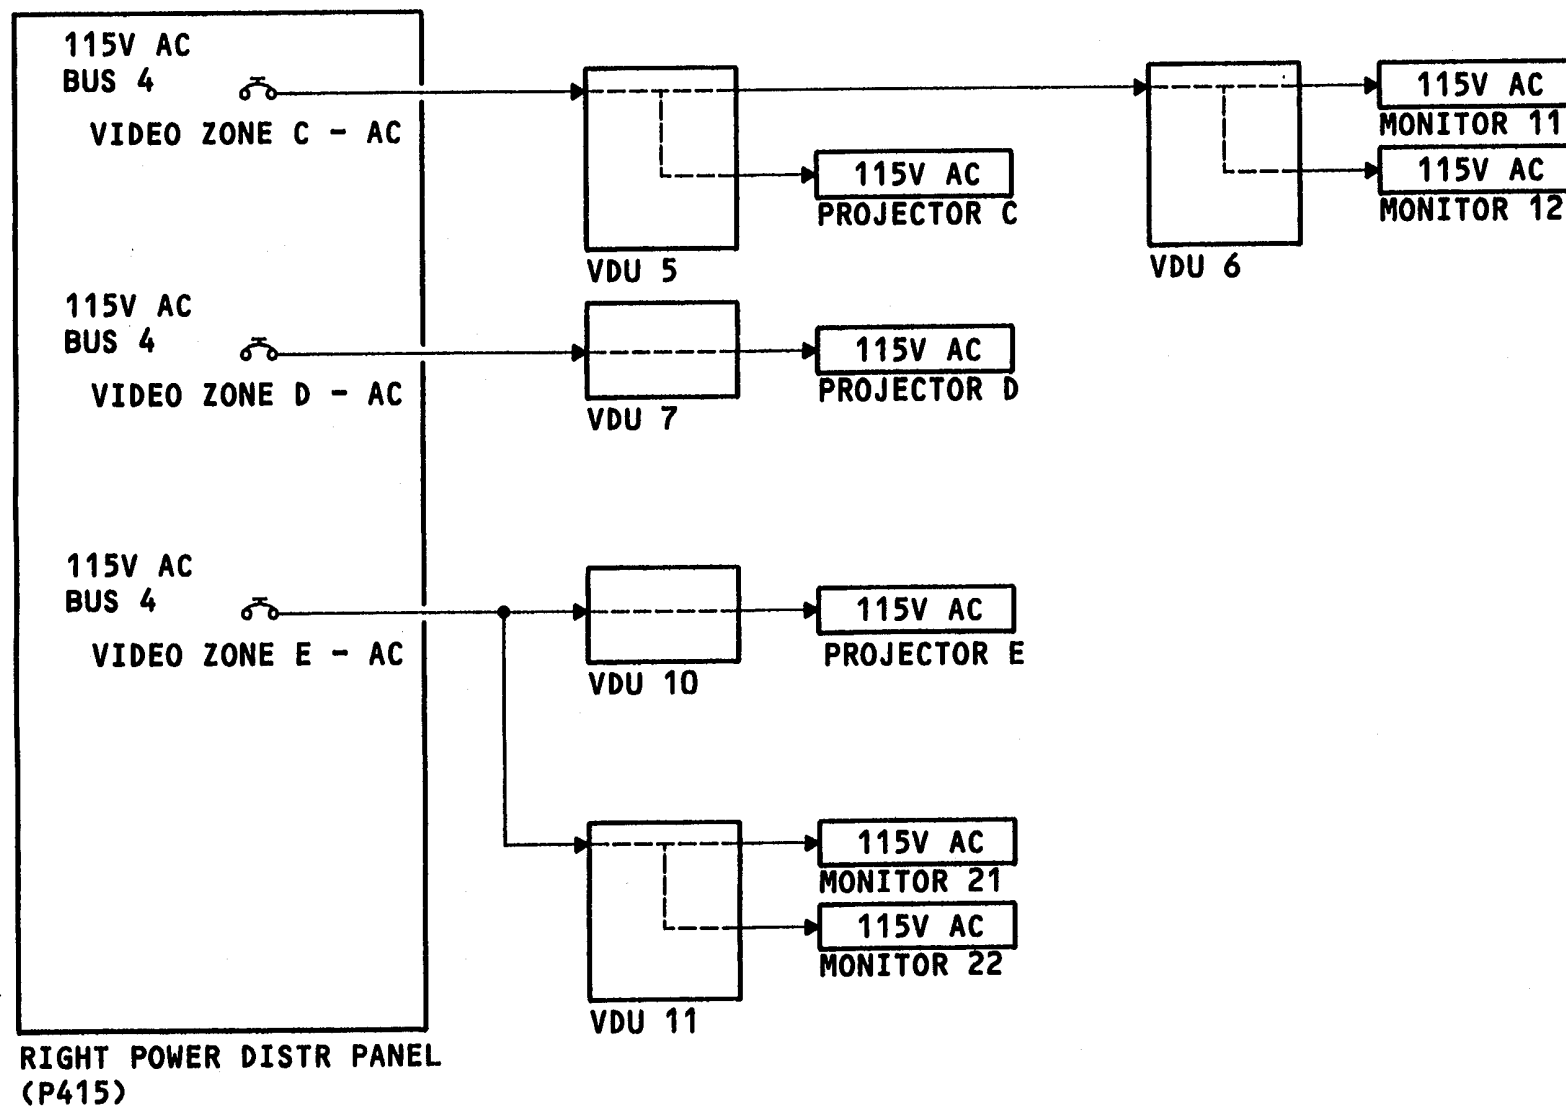 115V AC
BUS 4
VIDEO ZONE C - AC
VDU 5
115V AC
PROJECTOR C
VDU 6
115V AC
MONITOR 11
115V AC
MONITOR 12
115V AC
BUS 4
VIDEO ZONE D - AC
VDU 7
115V AC
PROJECTOR D
115V AC
BUS 4
VIDEO ZONE E - AC
VDU 10
115V AC
PROJECTOR E
VDU 11
115V AC
MONITOR 21
115V AC
MONITOR 22
RIGHT POWER DISTR PANEL
(P415)